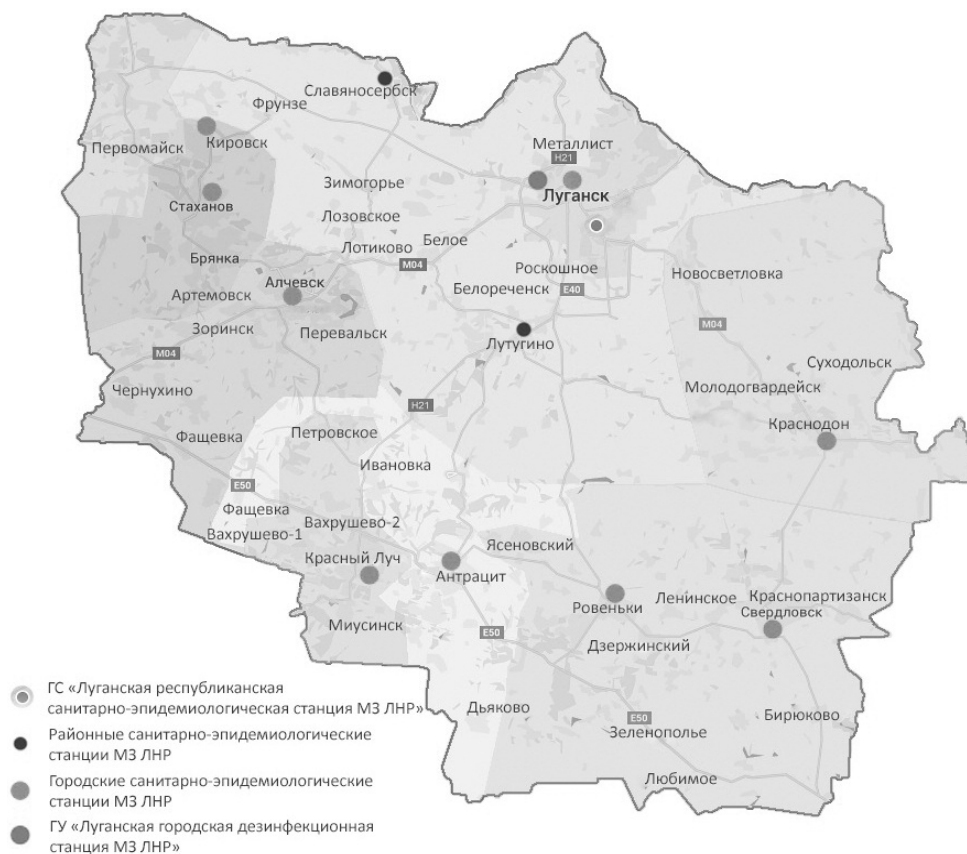 Славяносербск
Фрунзе
Металлист
H21
Первомайск
Кировск
Зимогорье
Луганск
Стаханов
Лозовское
Белое
Лотиково
Брянка
M04
Роскошное
Новосветловка
Алчевск
Белореченск
E40
Артемовск
Зоринск
Перевальск
M04
Лутугино
M04
Суходольск
Чернухино
Молодогвардейск
H21
Краснодон
Фащевка
Петровское
Ивановка
E50
Фащевка
Вахрушево-2
Вахрушево-1
Ясеновский
Красный Луч
Антрацит
Ленинское
Краснопартизанск
Ровеньки
Свердловск
Миусинск
E50
Дзержинский
Дьяково
E50
Бирюково
Зеленополье
Любимое
ГС «Луганская республиканская
санитарно-эпидемиологическая станция МЗ ЛНР»
Районные санитарно-эпидемиологические
станции МЗ ЛНР
Городские санитарно-эпидемиологические
станции МЗ ЛНР
ГУ «Луганская городская дезинфекционная
станция МЗ ЛНР»